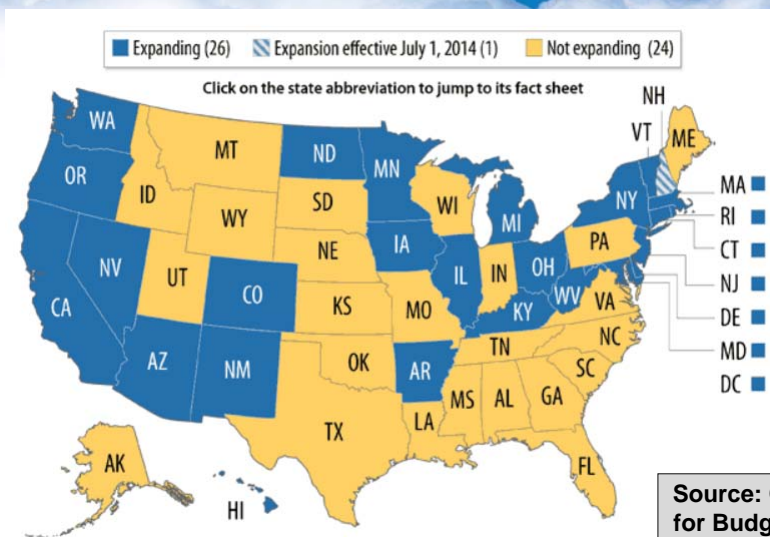 Expanding (26) Expansion effective July 1, 2014 (1) Not expanding (24)
Click on the state abbreviation to jump to its fact sheet
NH
VT
ME
WA
MT
ND
MN
OR
ID
SD
WI
NY
MA
WY
MI
RI
IA
PA
CT
NE
NV
IL
IN
OH
NJ
UT
CO
WV
VA
DE
CA
KS
MO
KY
MD
NC
TN
DC
AZ
NM
OK
AR
SC
MS
AL
GA
LA
TX
AK
FL
HI
Source:
for Budg